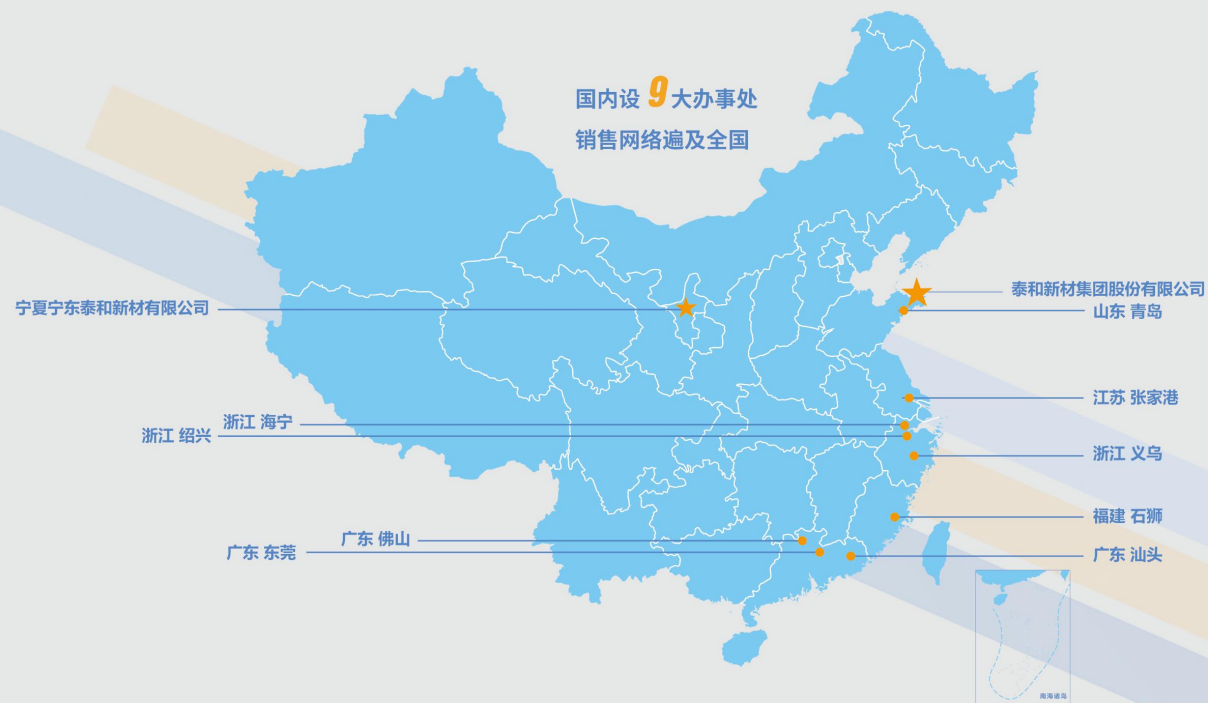 国内设 9 大办事处
销售网络遍及全国
泰和新材集团股份有限公司
宁夏宁东泰和新材有限公司
山东 青岛
江苏 张家港
浙江 海宁
浙江 绍兴
浙江 义乌
福建 石狮
广东 佛山
广东 东莞
广东 汕头
南海诸岛